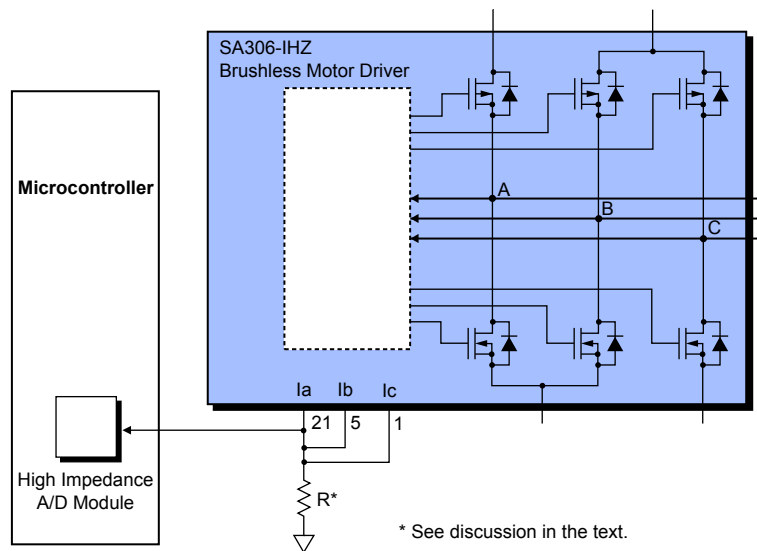 SA306-IHZ
Brushless Motor Driver
Microcontroller
A
B
C
Ia Ib Ic
21 5 1
High Impedance
A/D Module
R*
* See discussion in the text.